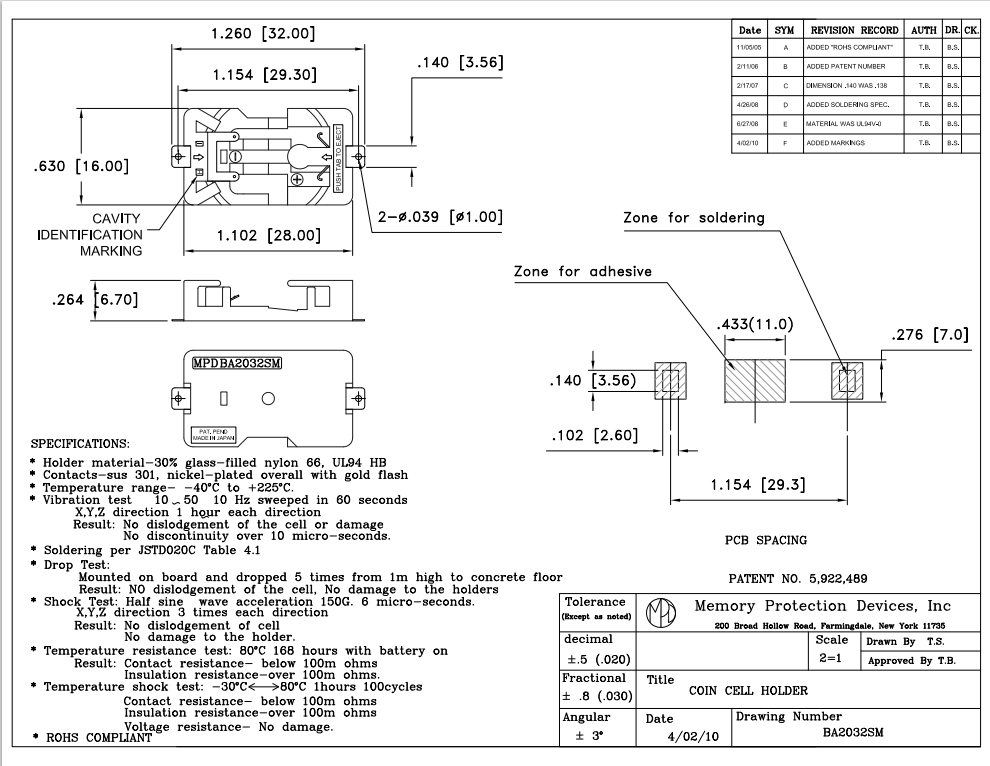 1.260 [32.00]
1.154 [29.30]
.140 [3.56]
.630 [16.00]
PUSH TAB TO EJECT
CAVITY
IDENTIFICATION
MARKING
1.102 [28.00]
2-ø.039 [ø1.00]
.264 [6.70]
MPD BA2032SM
PAT. PEND
MADE IN JAPAN
Date SYM REVISION RECORD AUTH DR. CK.
11/05/05 A ADDED "ROHS COMPLIANT" T.B. B.S.
2/11/06 B ADDED PATENT NUMBER T.B. B.S.
2/17/07 C DIMENSION .140 WAS .138 T.B. B.S.
4/26/08 D ADDED SOLDERING SPEC. T.B. B.S.
6/27/08 E MATERIAL WAS UL94V-0 T.B. B.S.
4/02/10 F ADDED MARKINGS T.B. B.S.
Zone for soldering
Zone for adhesive
.433(11.0)
.276 [7.0]
.140 [3.56)
.102 [2.60]
1.154 [29.3]
PCB SPACING
PATENT NO. 5,922,489
SPECIFICATIONS:
* Holder material-30% glass-filled nylon 66, UL94 HB
* Contacts-sus 301, nickel-plated overall with gold flash
* Temperature range- -40°C to +225°C.
* Vibration test 10~50 10 Hz sweped in 60 seconds
X,Y,Z direction 1 hour each direction
Result: No dislodgement of the cell or damage
No discontinuity over 10 micro-seconds.
* Soldering per JSTD020C Table 4.1
* Drop Test:
Mounted on board and dropped 5 times from 1m high to concrete floor
Result: NO dislodgement of the cell, No damage to the holders
* Shock Test: Half sine wave acceleration 150G. 6 micro-seconds.
X,Y,Z direction 3 times each direction
Result: No dislodgement of cell
No damage to the holder.
* Temperature resistance test: 80°C 168 hours with battery on
Result: Contact resistance- below 100m ohms
Insulation resistance-over 100m ohms.
* Temperature shock test: -30°C<-->80°C 1hours 100cycles
Contact resistance- below 100m ohms
Insulation resistance-over 100m ohms
Voltage resistance- No damage.
* ROHS COMPLIANT
Tolerance
(Except as noted)
decimal
±.5 (.020)
Fractional
± .8 (.030)
Angular
± 3°
Memory Protection Devices, Inc
200 Broad Hollow Road, Farmingdale, New York 11735
Scale
2=1
Drawn By T.S.
Approved By T.B.
Title
COIN CELL HOLDER
Date
4/02/10
Drawing Number
BA2032SM